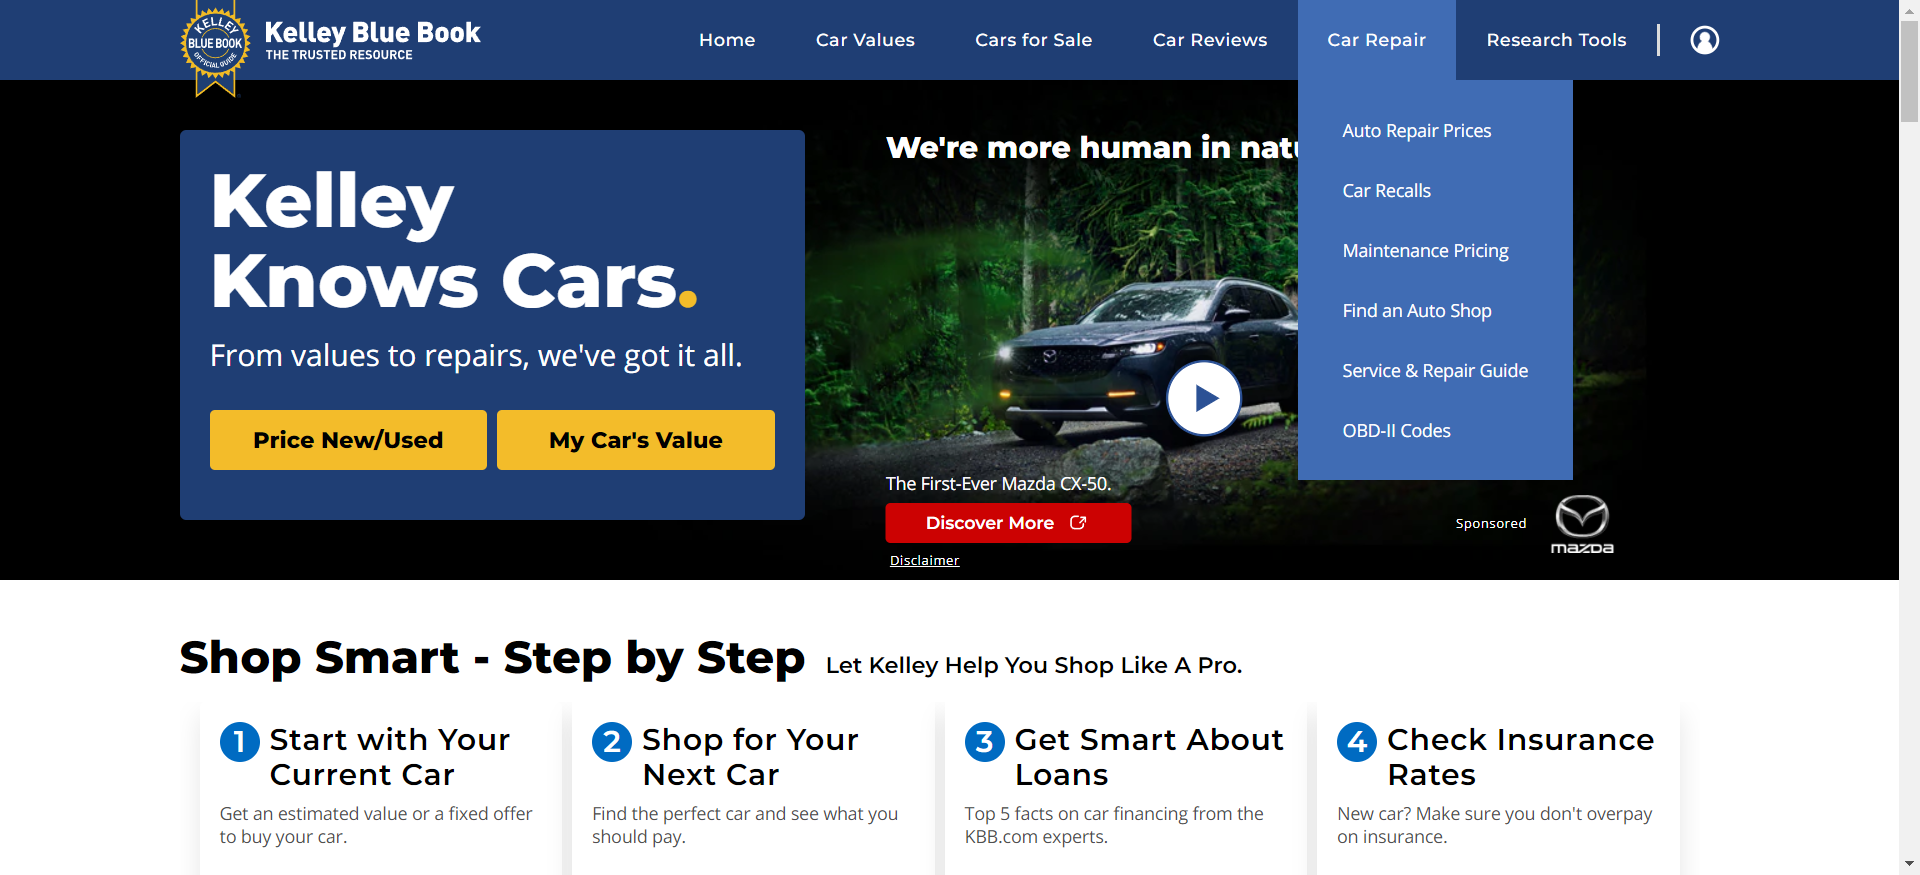 KELLEY
BLUE BOOK
OFFICIAL GUIDE
Kelley Blue Book
THE TRUSTED RESOURCE
Home
Car Values
Cars for Sale
Car Reviews
Car Repair
Research Tools
Auto Repair Prices
Car Recalls
Maintenance Pricing
Find an Auto Shop
Service & Repair Guide
OBD-II Codes
Kelley
Knows Cars.
From values to repairs, we've got it all.
Price New/Used
My Car's Value
We're more human in natu
The First-Ever Mazda CX-50.
Discover More
Disclaimer
Sponsored
mazda
Shop Smart - Step by Step
Let Kelley Help You Shop Like A Pro.
1 Start with Your
Current Car
Get an estimated value or a fixed offer
to buy your car.
2 Shop for Your
Next Car
Find the perfect car and see what you
should pay.
3 Get Smart About
Loans
Top 5 facts on car financing from the
KBB.com experts.
4 Check Insurance
Rates
New car? Make sure you don't overpay
on insurance.